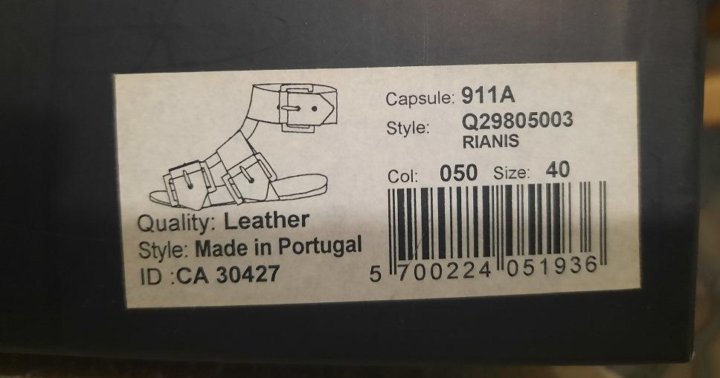 Capsule: 911A
Style: Q29805003
RIANIS
Col: 050 Size: 40
Quality: Leather
Style: Made in Portugal
ID :CA 30427
5 700224 051936